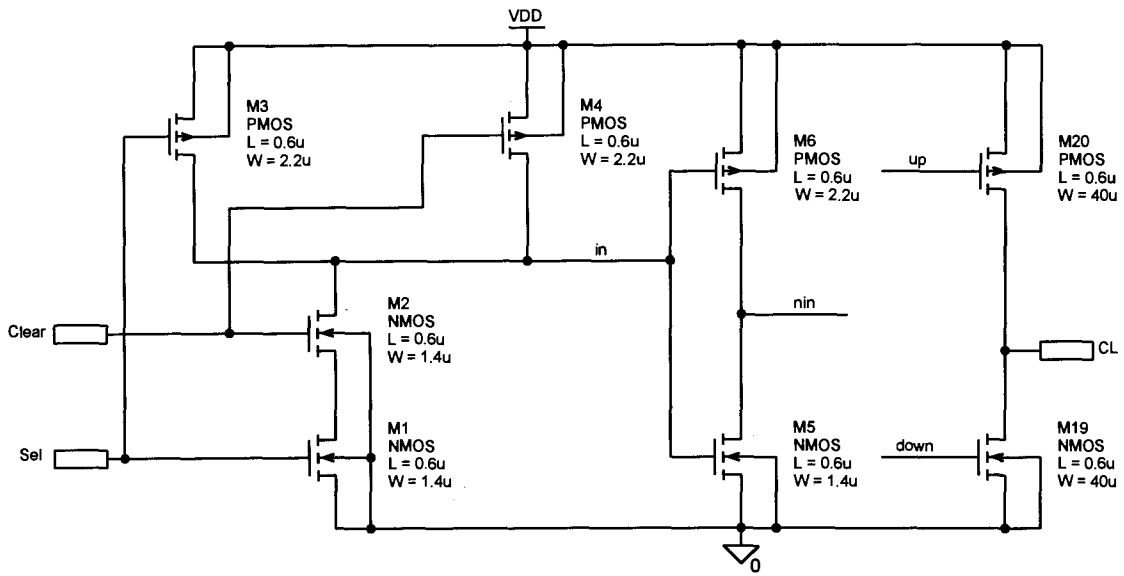 VDD
M3
PMOS
L = 0.6u
W = 2.2u
M4
PMOS
L = 0.6u
W = 2.2u
M6
PMOS
L = 0.6u
W = 2.2u
up
M20
PMOS
L = 0.6u
W = 40u
in
Clear
M2
NMOS
L = 0.6u
W = 1.4u
nin
CL
Sel
M1
NMOS
L = 0.6u
W = 1.4u
M5
NMOS
L = 0.6u
W = 1.4u
down
M19
NMOS
L = 0.6u
W = 40u
0